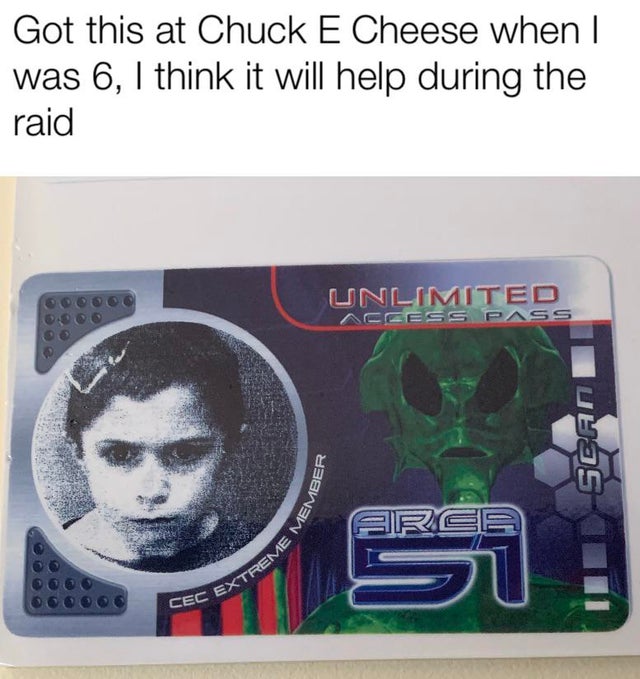 Got this at Chuck E Cheese when I
was 6, I think it will help during the
raid
UNLIMITED
ACCESS PASS
SCAN
AREA
51
CEC EXTREME MEMBER